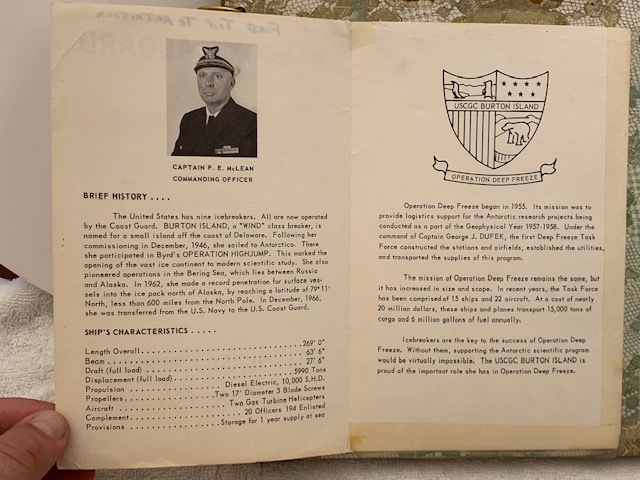 First Trip To
CAPTAIN F. E. McLEAN
COMMANDING OFFICER
BRIEF HISTORY ....
The United States has nine icebreakers. All are now operated
by the Coast Guard. BURTON ISLAND, a "WIND" class breaker, is
named for a small island off the coast of Delaware. Following her
commissioning in December, 1946, she sailed to Antarctica. There
she participated in Byrd's OPERATION HIGHJUMP. This marked the
opening of the vast ice continent to modern scientific study. She also
pioneered operations in the Bering Sea, which lies between Russia
and Alaska. In 1962, she made a record penetration for surface ves-
sels into the ice pack north of Alaska, by reaching a latitude of 79°11'
North, less than 600 miles from the North Pole. In December, 1966,
she was transferred from the U.S. Navy to the U.S. Coast Guard.
SHIP'S CHARACTERISTICS .....
Length Overall 269' 0"
Beam 63' 6"
Draft (full load) 27' 6"
Displacement (full load) 5990 Tons
Propulsion Diesel Electric, 10,000 S.H.D.
Propellers Two 17' Diameter 3 Blade Screws
Aircraft Two Gas Turbine Helicopters
Complement 20 Officers 194 Enlisted
Provisions Storage for 1 year supply at sea
USCGC BURTON ISLAND
OPERATION DEEP FREEZE
Operation Deep Freeze began in 1955. Its mission was to
provide logistics support for the Antarctic research projects being
conducted as a part of the Geophysical Year 1957-1958. Under the
command of Captain George J. DUFEK, the first Deep Freeze Task
Force constructed the stations and airfields, established the utilities,
and transported the supplies of this program.
The mission of Operation Deep Freeze remains the same, but
it has increased in size and scope. In recent years, the Task Force
has been comprised of 15 ships and 22 aircraft. At a cost of nearly
20 million dollars, these ships and planes transport 15,000 tons of
cargo and 6 million gallons of fuel annually.
Icebreakers are the key to the success of Operation Deep
Freeze. Without them, supporting the Antarctic scientific program
would be virtually impossible. The USCGC BURTON ISLAND is
proud of the important role she has in Operation Deep Freeze.